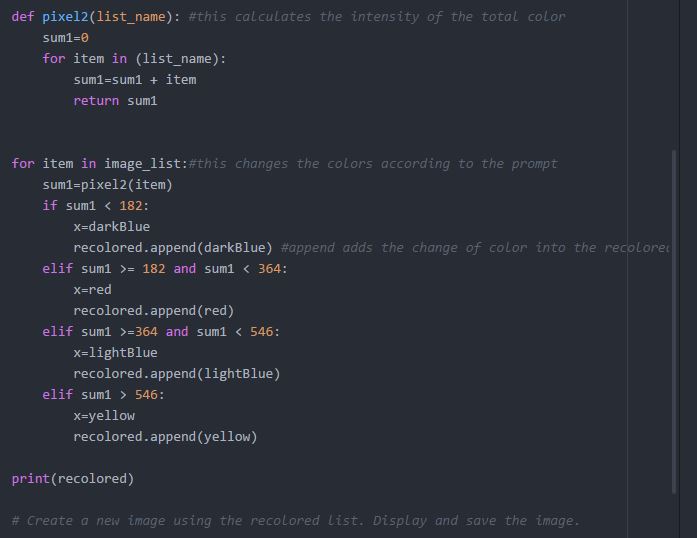 def pixel2(list_name): #this calculates the intensity of the total color
    sum1=0
    for item in (list_name):
        sum1=sum1 + item
        return sum1
for item in image_list:#this changes the colors according to the prompt
    sum1=pixel2(item)
    if sum1 < 182:
        x=darkBlue
        recolored.append(darkBlue) #append adds the change of color into the recolored
    elif sum1 >= 182 and sum1 < 364:
        x=red
        recolored.append(red)
    elif sum1 >=364 and sum1 < 546:
        x=lightBlue
        recolored.append(lightBlue)
    elif sum1 > 546:
        x=yellow
        recolored.append(yellow)
print(recolored)
# Create a new image using the recolored list. Display and save the image.